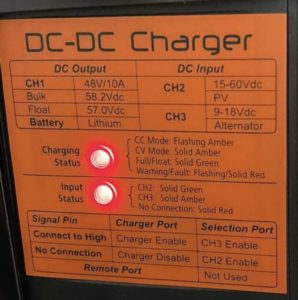 DC-DC Charger
DC Output DC Input
CH1 48V/10A CH2 15-60Vdc
Bulk 58.2Vdc PV
Float 57.0Vdc CH3 9-18Vdc
Battery Lithium Alternator
Charging Status
CC Mode: Flashing Amber
CV Mode: Solid Amber
Full/Float: Solid Green
Warning/Fault: Flashing/Solid Red
Input Status
CH2: Solid Green
CH3: Solid Amber
No Connection: Solid Red
Signal Pin Charger Port Selection Port
Connect to High Charger Enable CH3 Enable
No Connection Charger Disable CH2 Enable
Remote Port Not Used